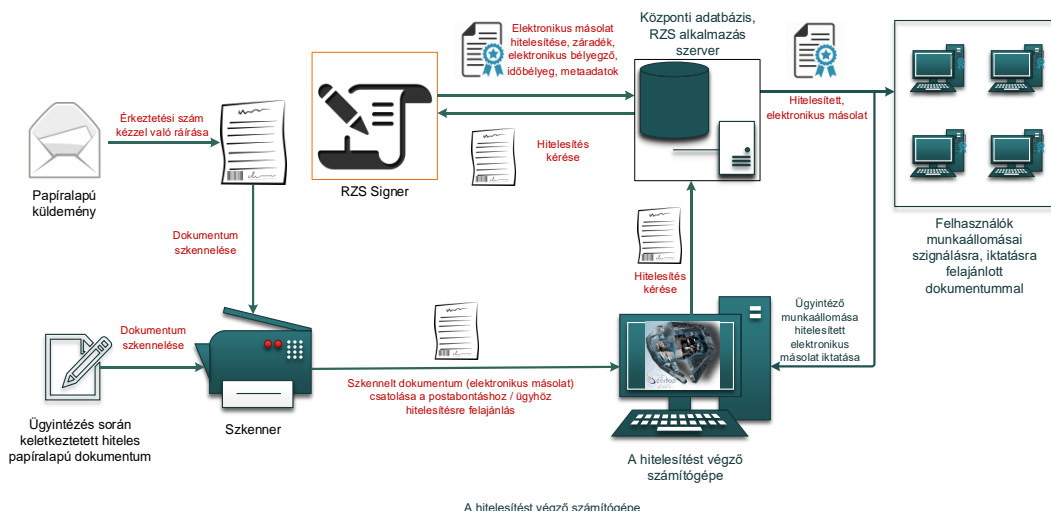 Központi adatbázis,
RZS alkalmazás
szerver
Elektronikus másolat
hitelesítése, záradék,
elektronikus bélyegző,
időbélyeg, metaadatok
Érkeztetési szám
kézzel való ráírása
Hitelesített,
elektronikus másolat
Hitelesítés
kérése
Papíralapú
küldemény
RZS Signer
Felhasználók
munkaállomásai
szignálásra, iktatásra
felajánlott
dokumentummal
Dokumentum
szkennelése
Hitelesítés
kérése
Ügyintéző
munkaállomása
hitelesített
elektronikus
másolat iktatása
Dokumentum
szkennelése
Szkennelt dokumentum (elektronikus másolat)
csatolása a postabontáshoz / ügyhöz
hitelesítésre felajánlás
Ügyintézés során
keletkeztetett hiteles
papíralapú dokumentum
Szkenner
A hitelesítést végző
számítógépe
A hitelesítést végző számítógépe